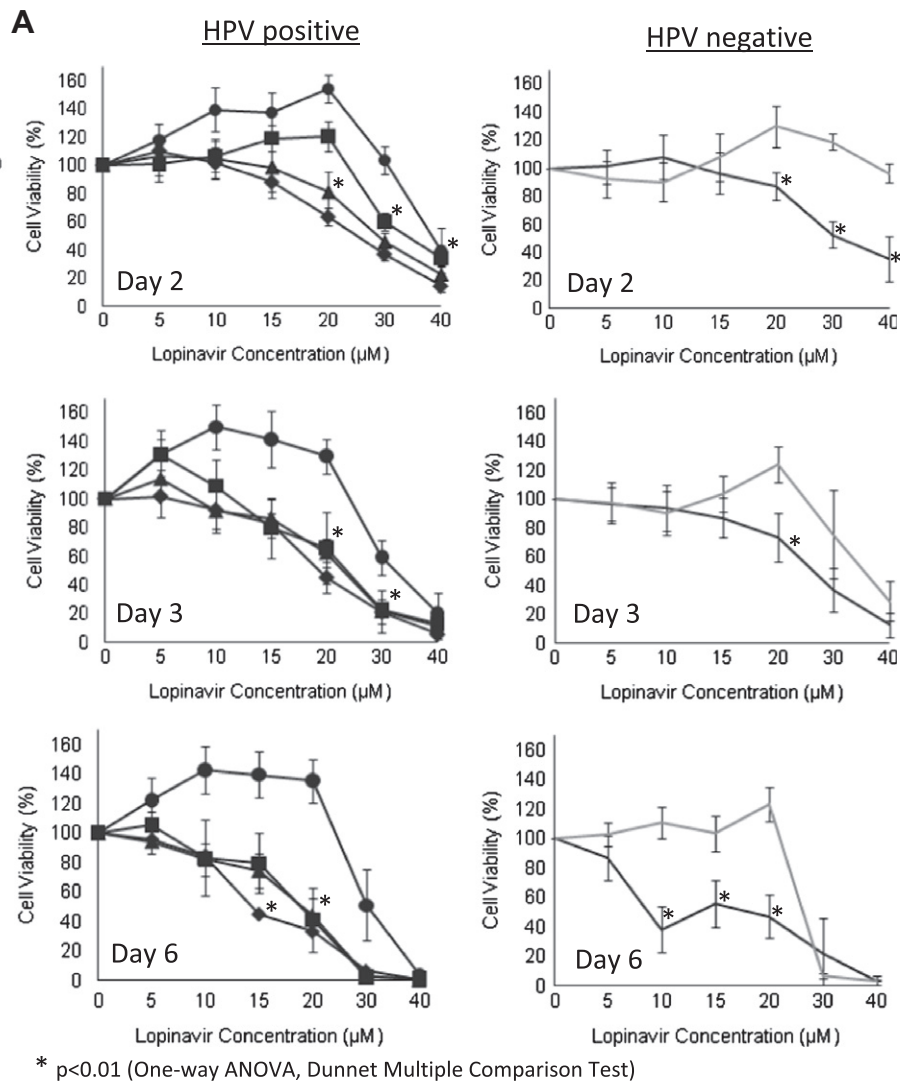 A
HPV positive
HPV negative
Cell Viability (%)
160
140
120
100
80
60
40
20
0
Day 2
*
*
*
0 5 10 15 20 30 40
Lopinavir Concentration (µM)
Cell Viability (%)
160
140
120
100
80
60
40
20
0
Day 2
*
*
*
0 5 10 15 20 30 40
Lopinavir Concentration (µM)
Cell Viability (%)
160
140
120
100
80
60
40
20
0
Day 3
*
*
0 5 10 15 20 30 40
Lopinavir Concentration (µM)
Cell Viability (%)
160
140
120
100
80
60
40
20
0
Day 3
*
0 5 10 15 20 30 40
Lopinavir Concentration (µM)
Cell Viability (%)
160
140
120
100
80
60
40
20
0
Day 6
*
*
0 5 10 15 20 30 40
Lopinavir Concentration (µM)
Cell Viability (%)
160
140
120
100
80
60
40
20
0
Day 6
*
*
*
0 5 10 15 20 30 40
Lopinavir Concentration (µM)
* p<0.01 (One-way ANOVA, Dunnet Multiple Comparison Test)